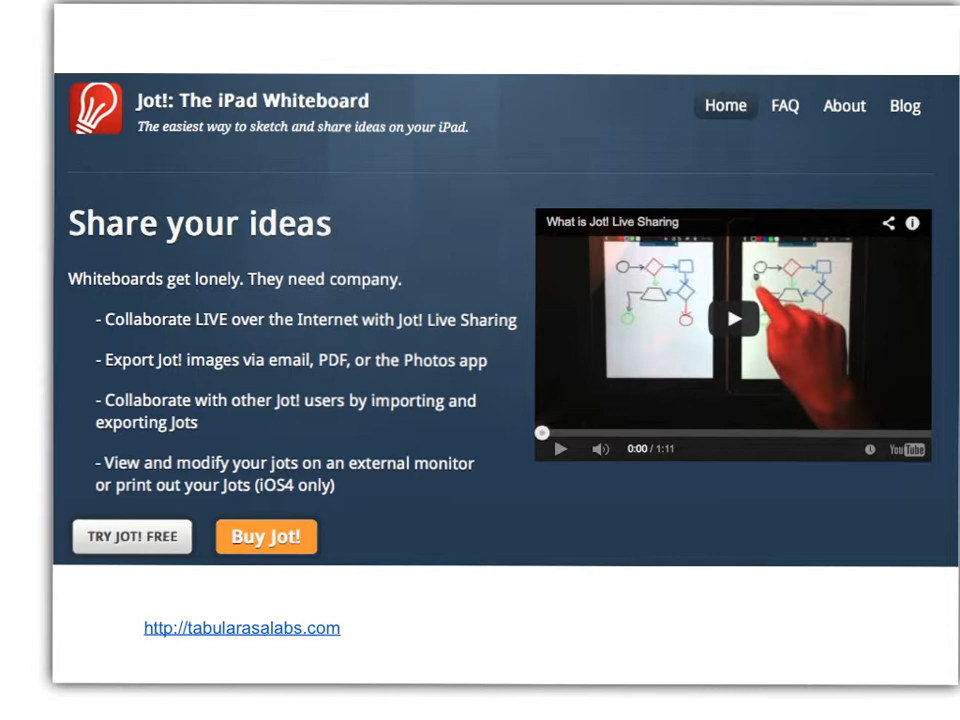 Jot!: The iPad Whiteboard
The easiest way to sketch and share ideas on your iPad.
Home FAQ About Blog
Share your ideas
Whiteboards get lonely. They need company.
- Collaborate LIVE over the Internet with Jot! Live Sharing
- Export Jot! images via email, PDF, or the Photos app
- Collaborate with other Jot! users by importing and
exporting Jots
- View and modify your jots on an external monitor
or print out your Jots (iOS4 only)
TRY JOT! FREE
Buy Jot!
What is Jot! Live Sharing
0:00 / 1:11
YouTube
http://tabularasalabs.com